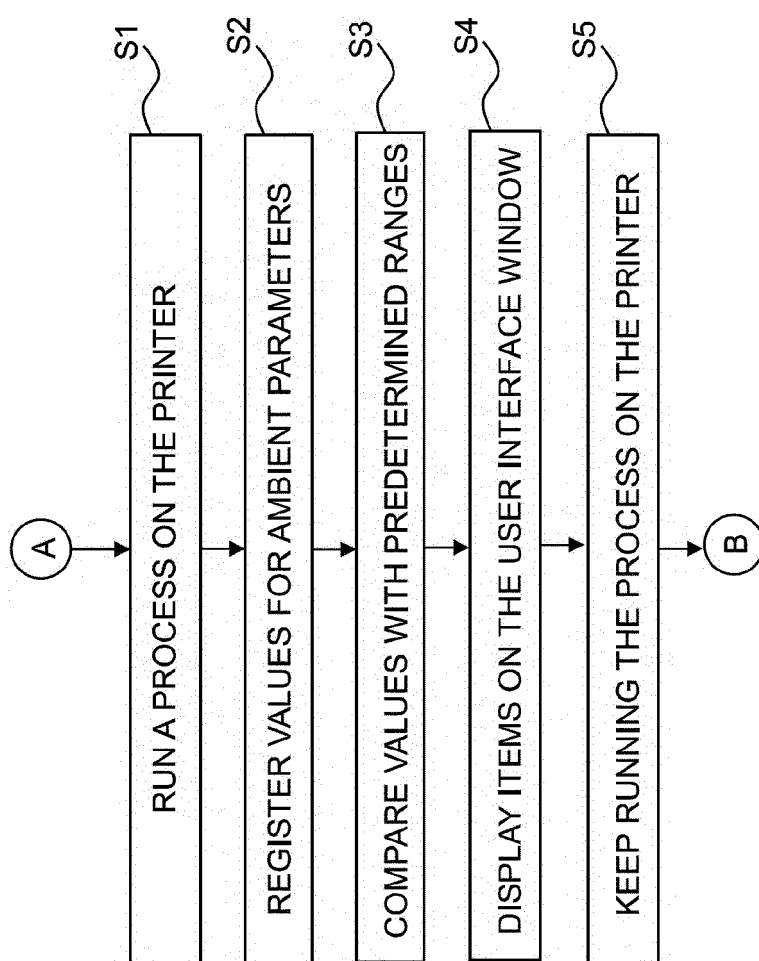 A
RUN A PROCESS ON THE PRINTER
S1
REGISTER VALUES FOR AMBIENT PARAMETERS
S2
COMPARE VALUES WITH PREDETERMINED RANGES
S3
DISPLAY ITEMS ON THE USER INTERFACE WINDOW
S4
KEEP RUNNING THE PROCESS ON THE PRINTER
S5
B